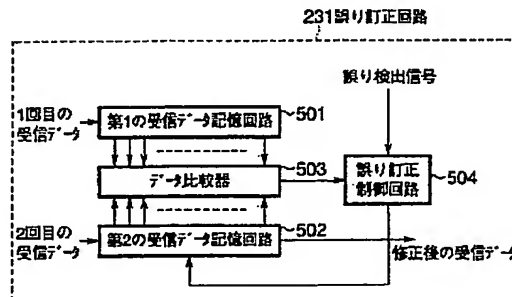 231誤り訂正回路
誤り検出信号
1回目の
受信データ
第1の受信データ記憶回路
501
データ比較器
503
誤り訂正
制御回路
504
2回目の
受信データ
第2の受信データ記憶回路
502
修正後の受信データ